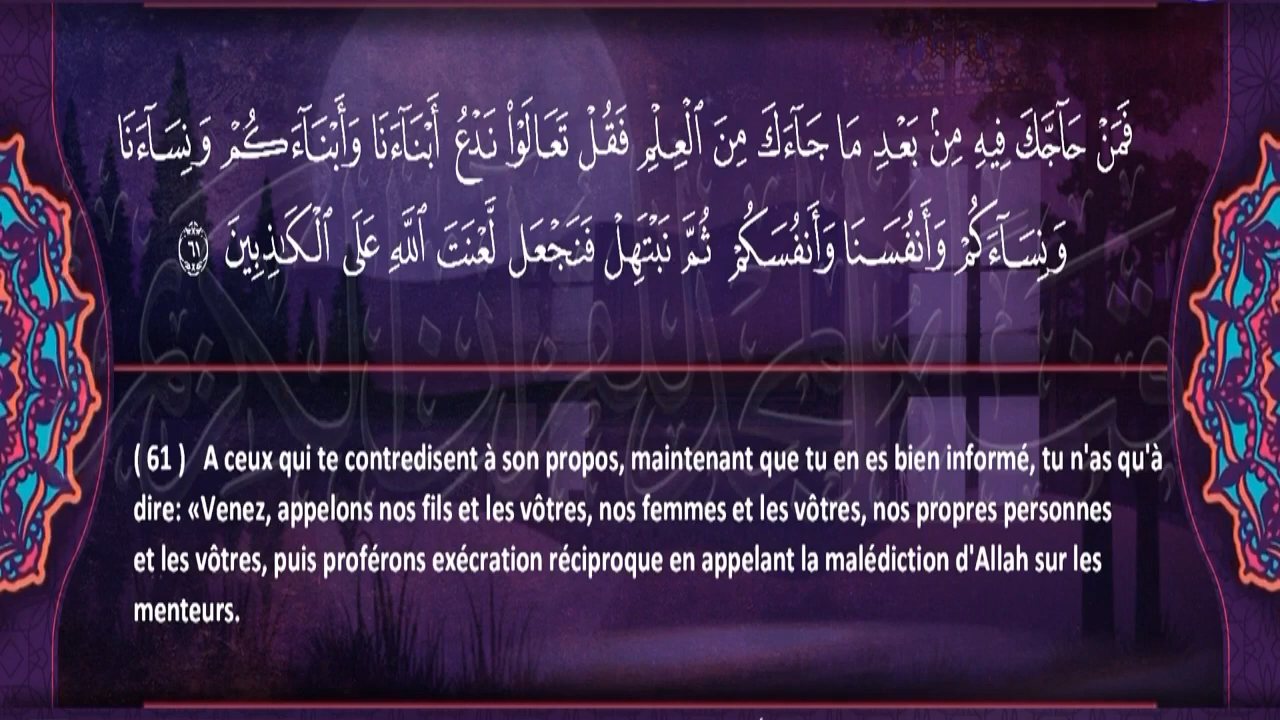 فَمَنْ حَآجَّكَ فِيهِ مِنۢ بَعْدِ مَا جَآءَكَ مِنَ ٱلْعِلْمِ فَقُلْ تَعَالَوْا۟ نَدْعُ أَبْنَآءَنَا وَأَبْنَآءَكُمْ وَنِسَآءَنَا
وَنِسَآءَكُمْ وَأَنفُسَنَا وَأَنفُسَكُمْ ثُمَّ نَبْتَهِلْ فَنَجْعَل لَّعْنَتَ ٱللَّهِ عَلَى ٱلْكَـٰذِبِينَ ٦١
( 61 ) A ceux qui te contredisent à son propos, maintenant que tu en es bien informé, tu n'as qu'à
dire: «Venez, appelons nos fils et les vôtres, nos femmes et les vôtres, nos propres personnes
et les vôtres, puis proférons exécration réciproque en appelant la malédiction d'Allah sur les
menteurs.